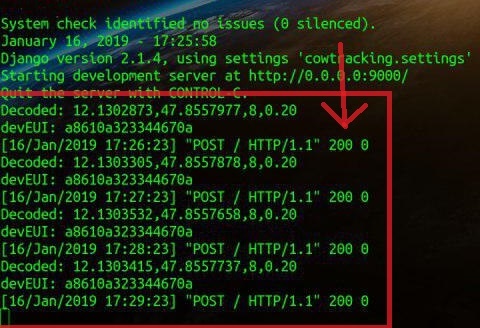 System check identified no issues (0 silenced).
January 16, 2019 - 17:25:58
Django version 2.1.4, using settings 'cowtracking.settings'
Starting development server at http://0.0.0.0:9000/
Quit the server with CONTROL-C.
Decoded: 12.1302873,47.8557977,8,0.20
devEUI: a8610a323344670a
[16/Jan/2019 17:26:23] "POST / HTTP/1.1" 200 0
Decoded: 12.1303305,47.8557878,8,0.20
devEUI: a8610a323344670a
[16/Jan/2019 17:27:23] "POST / HTTP/1.1" 200 0
Decoded: 12.1303532,47.8557658,8,0.20
devEUI: a8610a323344670a
[16/Jan/2019 17:28:23] "POST / HTTP/1.1" 200 0
Decoded: 12.1303415,47.8557737,8,0.20
devEUI: a8610a323344670a
[16/Jan/2019 17:29:23] "POST / HTTP/1.1" 200 0